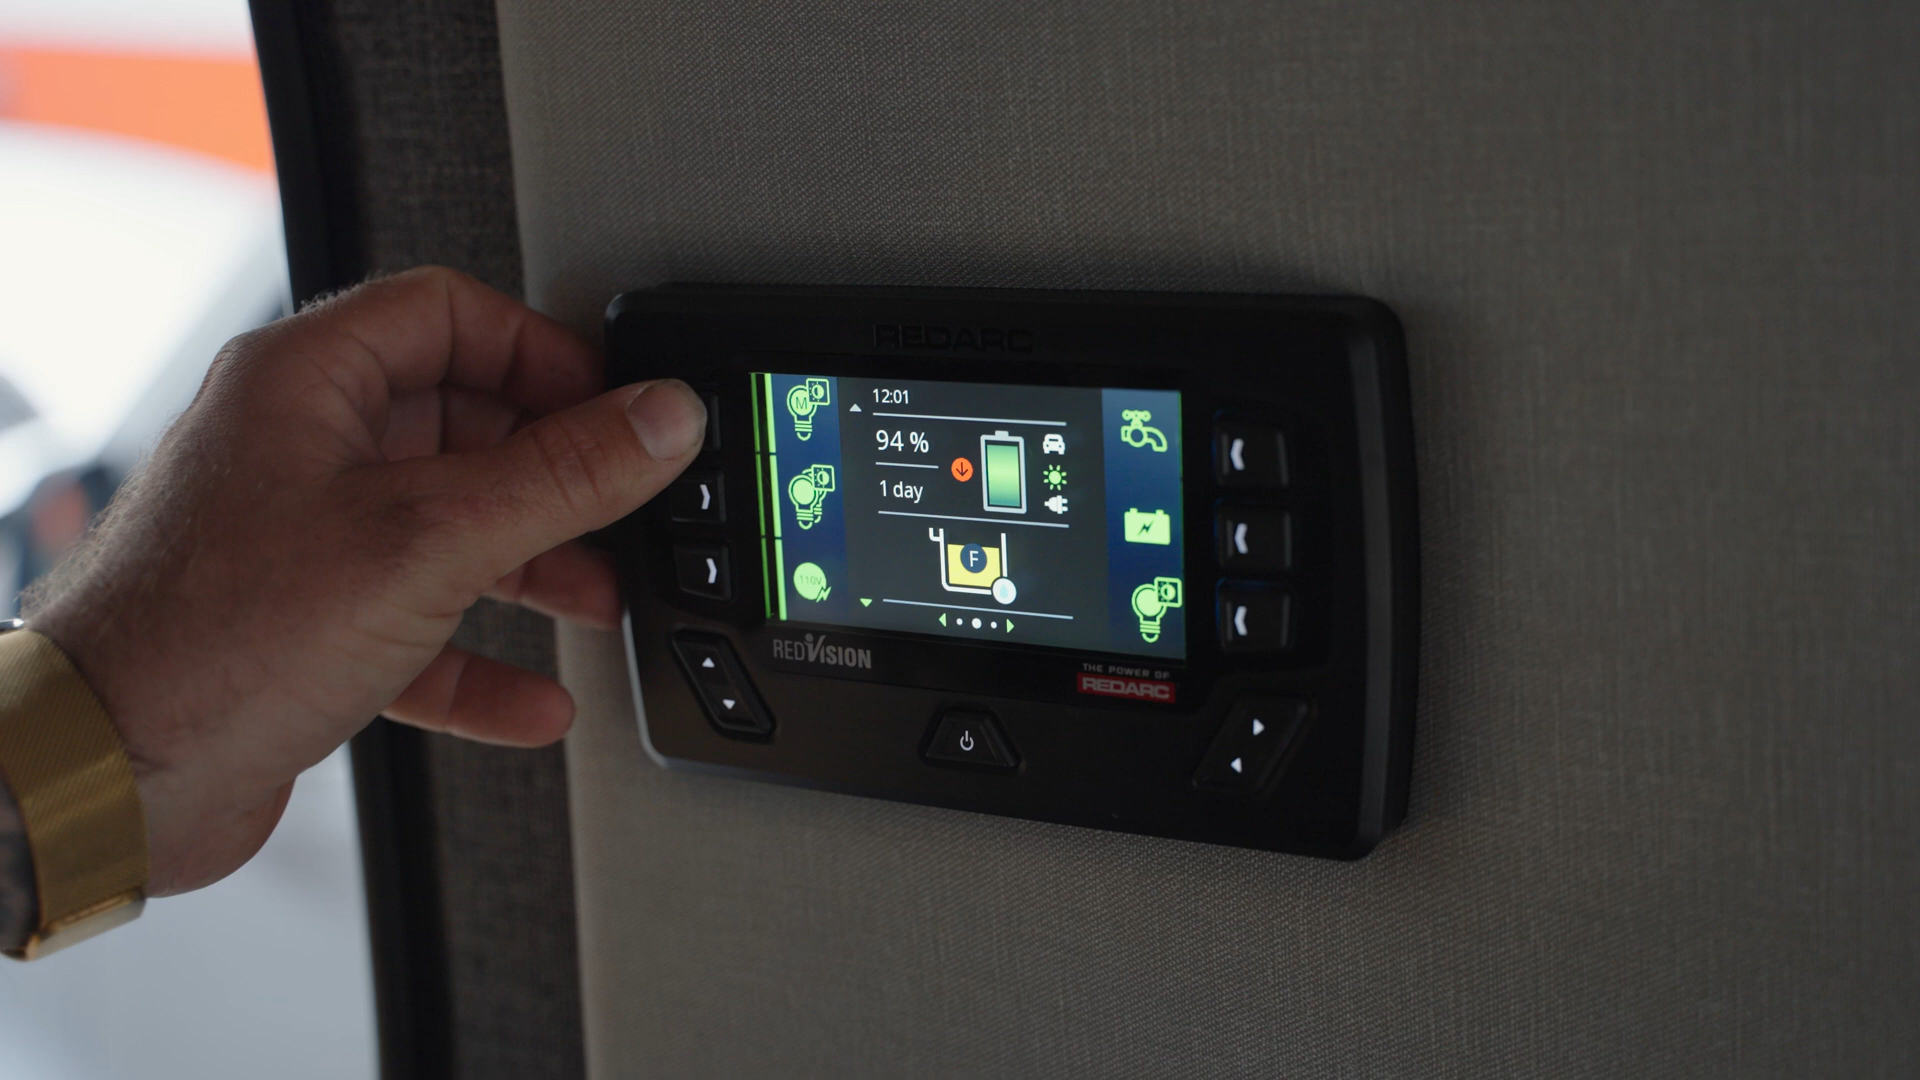 REDARC
M
12:01
94 %
1 day
110V
F
REDVISION
THE POWER OF
REDARC